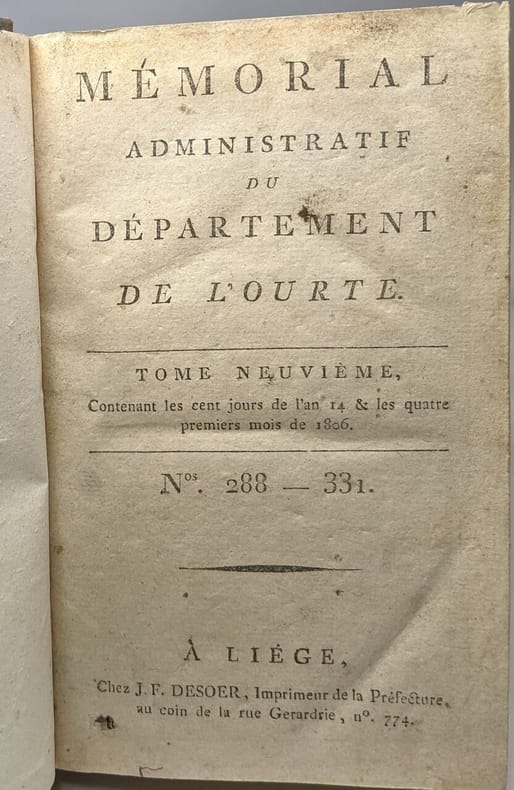 MÉMORIAL
ADMINISTRATIF
DU
DÉPARTEMENT
DE L'OURTE.
TOME NEUVIÈME,
Contenant les cent jours de l'an 14 & les quatre
premiers mois de 1806.
Nos. 288 — 331.
À LIÉGE,
Chez J. F. DESOER, Imprimeur de la Préfecture,
au coin de la rue Gerardrie, no. 774.